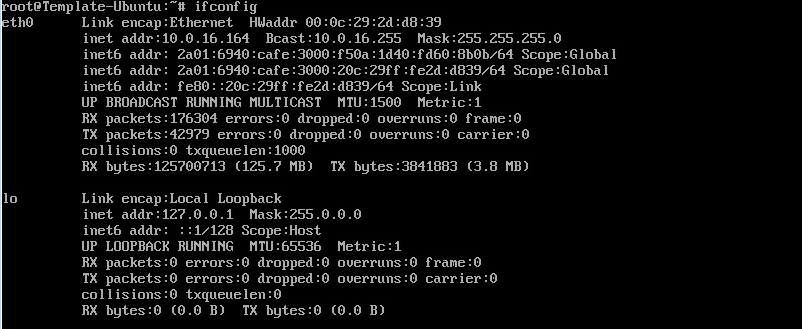 root@Template-Ubuntu:~# ifconfig
eth0 Link encap:Ethernet HWaddr 00:0c:29:2d:d8:39
inet addr:10.0.16.164 Bcast:10.0.16.255 Mask:255.255.255.0
inet6 addr: 2a01:6940:cafe:3000:f50a:1d40:fd60:8b0b/64 Scope:Global
inet6 addr: 2a01:6940:cafe:3000:20c:29ff:fe2d:d839/64 Scope:Global
inet6 addr: fe80::20c:29ff:fe2d:d839/64 Scope:Link
UP BROADCAST RUNNING MULTICAST MTU:1500 Metric:1
RX packets:176304 errors:0 dropped:0 overruns:0 frame:0
TX packets:42979 errors:0 dropped:0 overruns:0 carrier:0
collisions:0 txqueuelen:1000
RX bytes:125700713 (125.7 MB) TX bytes:3841883 (3.8 MB)
lo Link encap:Local Loopback
inet addr:127.0.0.1 Mask:255.0.0.0
inet6 addr: ::1/128 Scope:Host
UP LOOPBACK RUNNING MTU:65536 Metric:1
RX packets:0 errors:0 dropped:0 overruns:0 frame:0
TX packets:0 errors:0 dropped:0 overruns:0 carrier:0
collisions:0 txqueuelen:0
RX bytes:0 (0.0 B) TX bytes:0 (0.0 B)